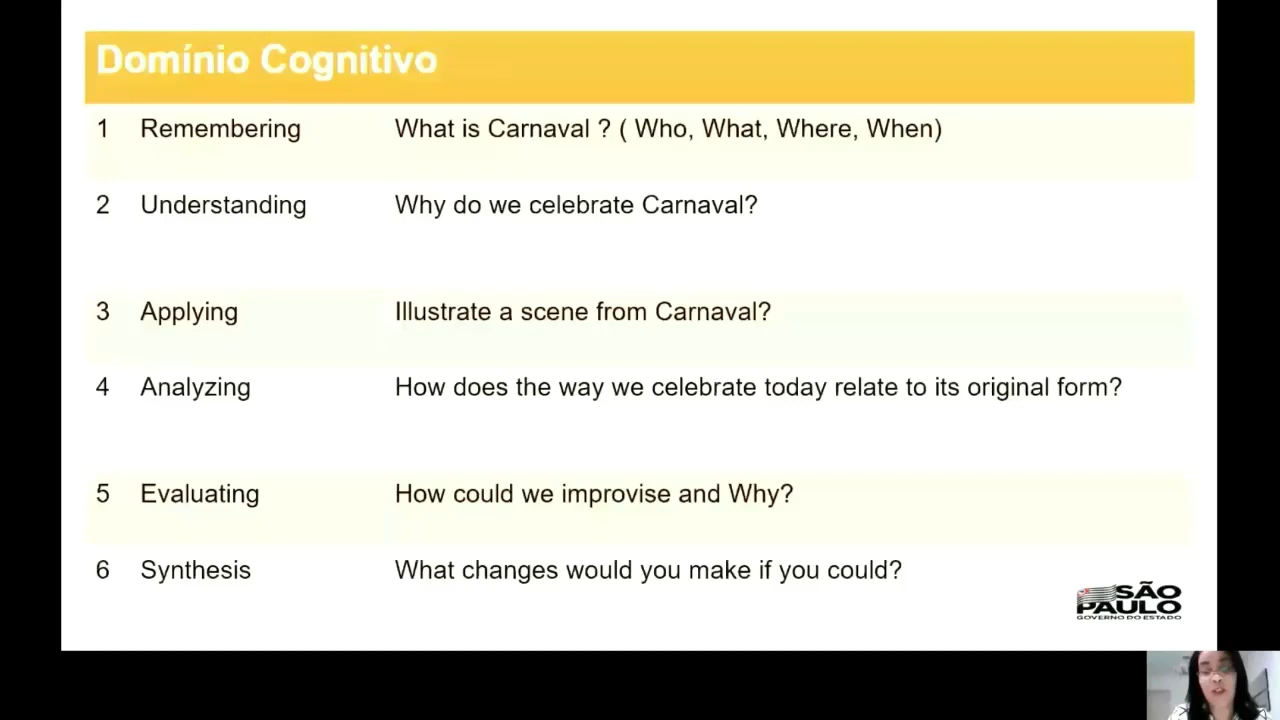 Domínio Cognitivo
1 Remembering What is Carnaval ? ( Who, What, Where, When)
2 Understanding Why do we celebrate Carnaval?
3 Applying Illustrate a scene from Carnaval?
4 Analyzing How does the way we celebrate today relate to its original form?
5 Evaluating How could we improvise and Why?
6 Synthesis What changes would you make if you could?
SÃO
PAULO
GOVERNO DO ESTADO